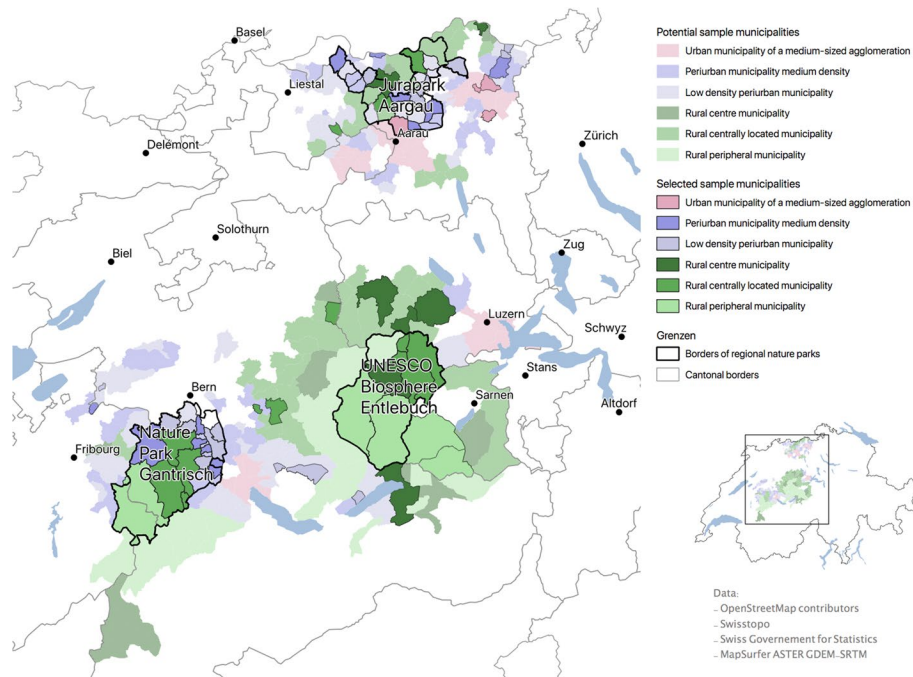 Basel
Liestal
Jurapark
Aargau
Aarau
Zürich
Delémont
Solothurn
Biel
Zug
Luzern
Schwyz
UNESCO
Biosphere
Entlebuch
Stans
Sarnen
Altdorf
Bern
Nature
Park
Gantrisch
Fribourg
Potential sample municipalities
Urban municipality of a medium-sized agglomeration
Periurban municipality medium density
Low density periurban municipality
Rural centre municipality
Rural centrally located municipality
Rural peripheral municipality
Selected sample municipalities
Urban municipality of a medium-sized agglomeration
Periurban municipality medium density
Low density periurban municipality
Rural centre municipality
Rural centrally located municipality
Rural peripheral municipality
Grenzen
Borders of regional nature parks
Cantonal borders
Data:
- OpenStreetMap contributors
- Swisstopo
- Swiss Governement for Statistics
- MapSurfer ASTER GDEM-SRTM